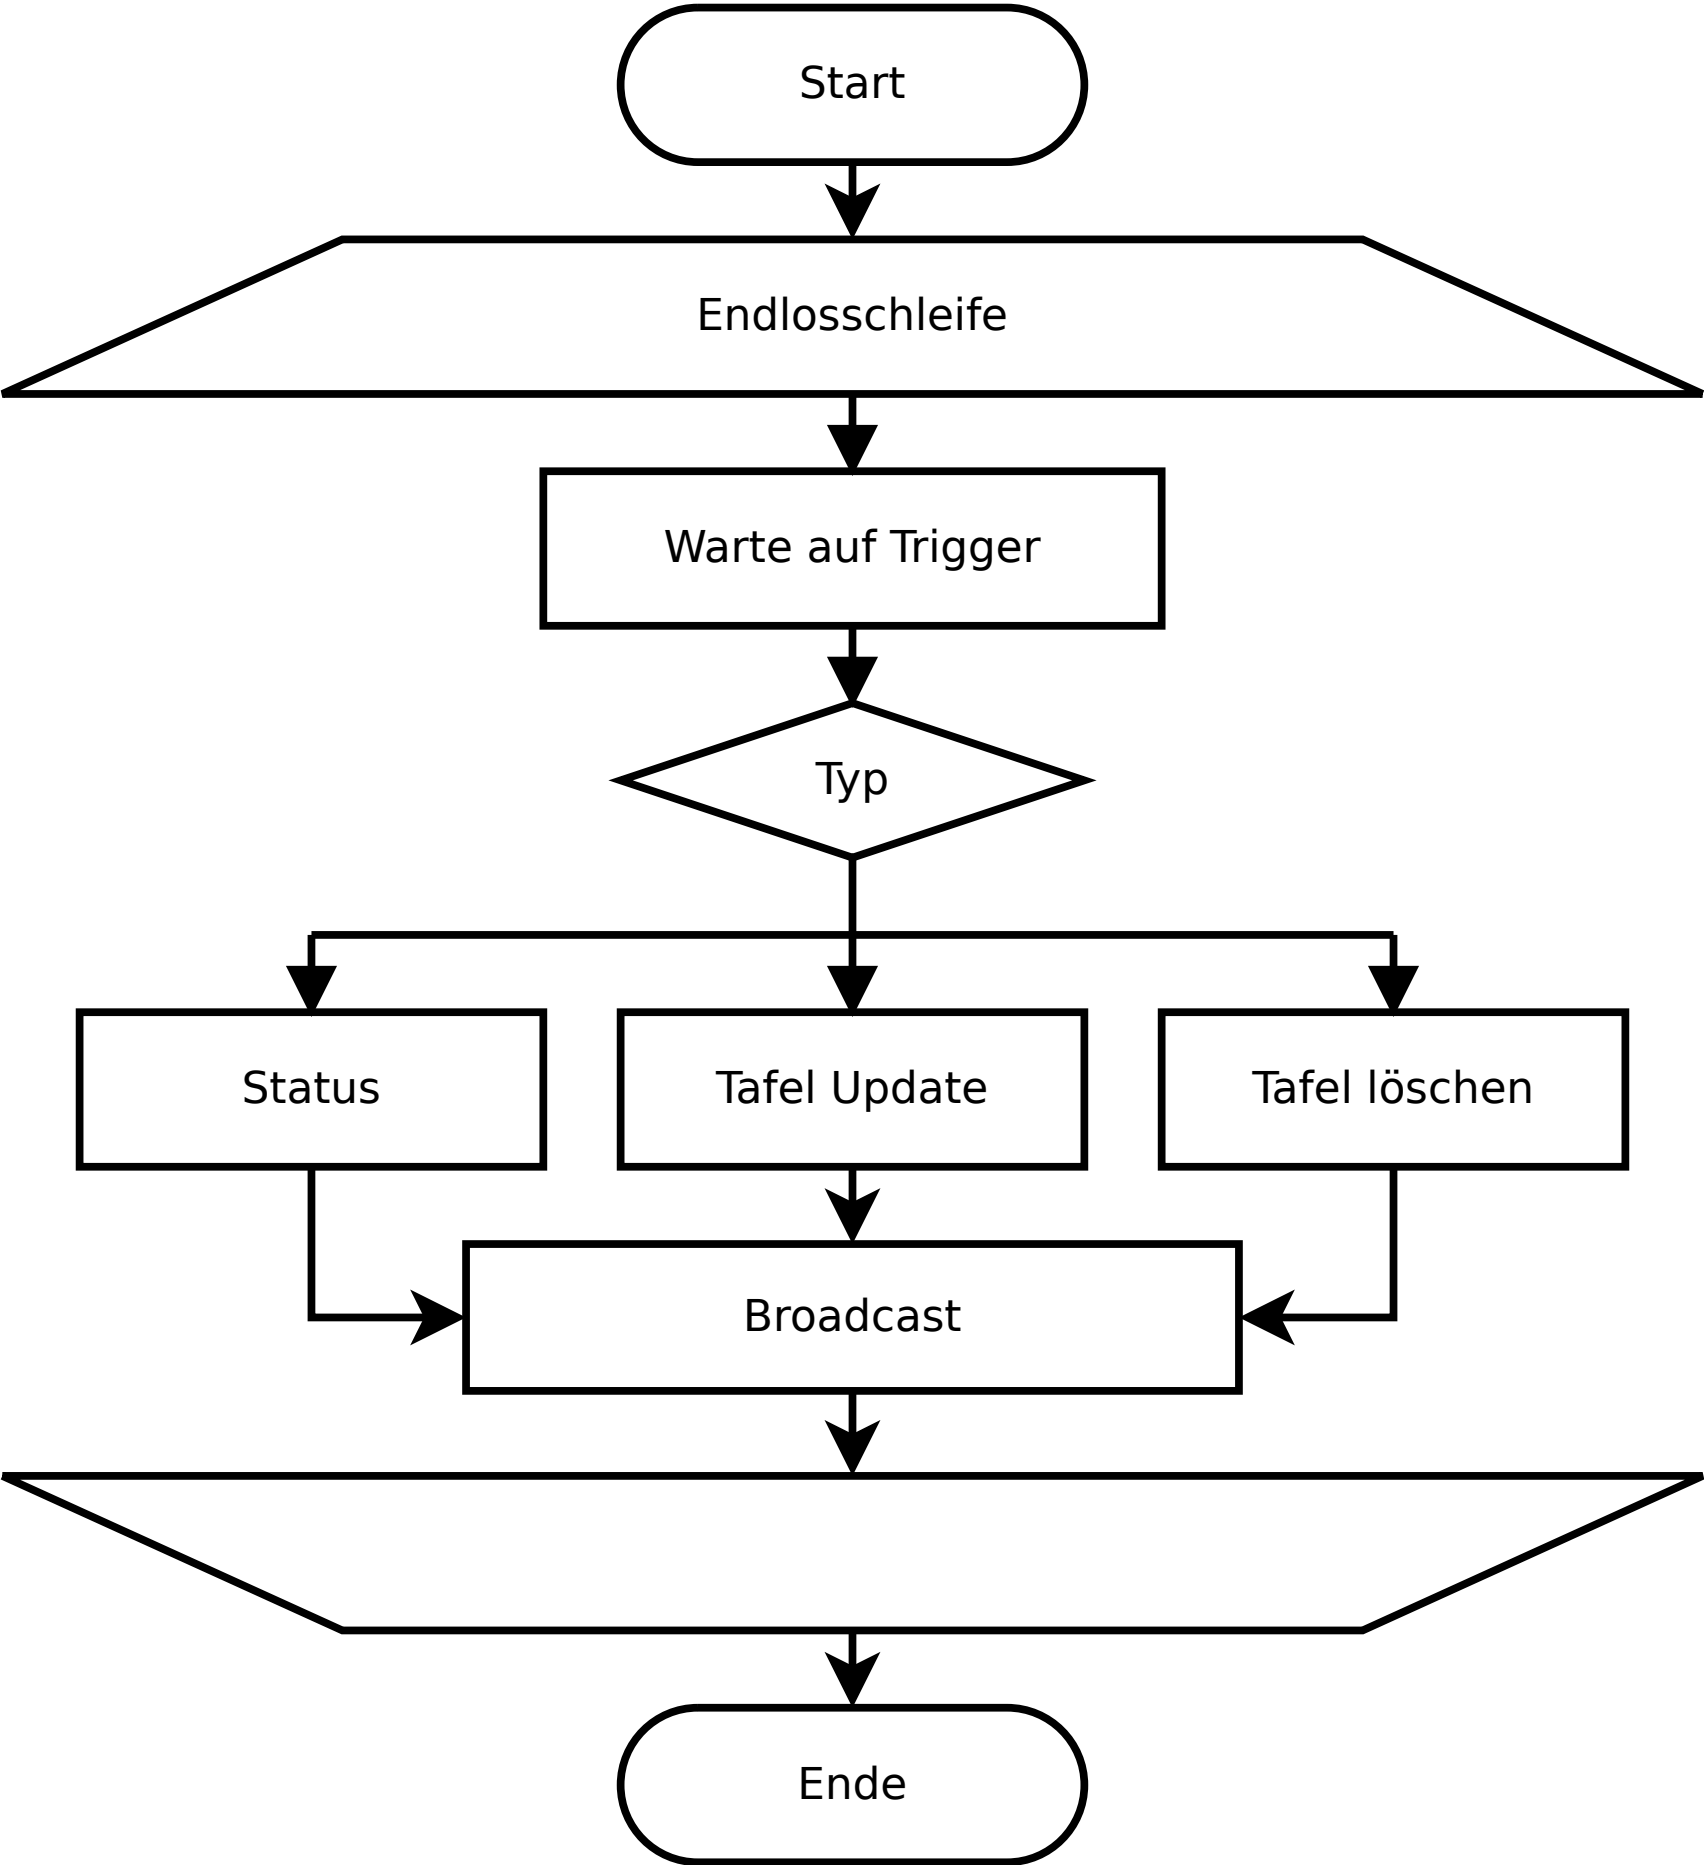 Start
Endlosschleife
Warte auf Trigger
Typ
Status
Tafel Update
Tafel löschen
Broadcast
Ende